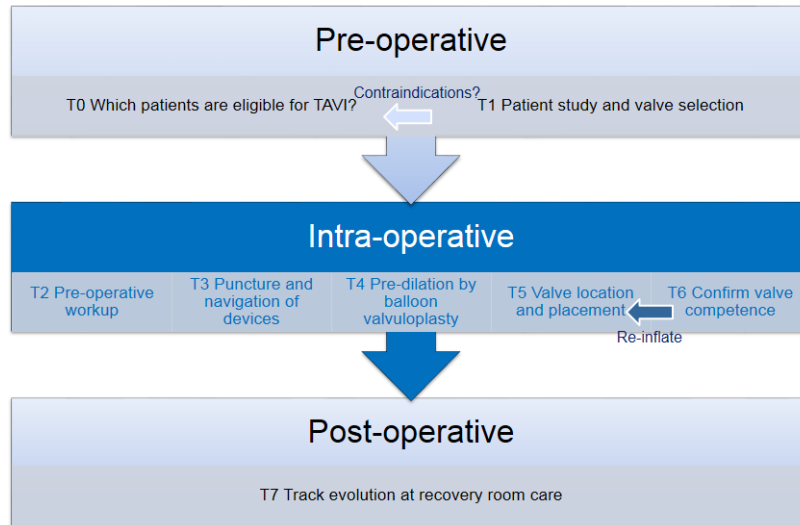 Pre-operative
Contraindications?
T0 Which patients are eligible for TAVI?
T1 Patient study and valve selection
Intra-operative
T2 Pre-operative
workup
T3 Puncture and
navigation of
devices
T4 Pre-dilation by
balloon
valvuloplasty
T5 Valve location
and placement
T6 Confirm valve
competence
Re-inflate
Post-operative
T7 Track evolution at recovery room care